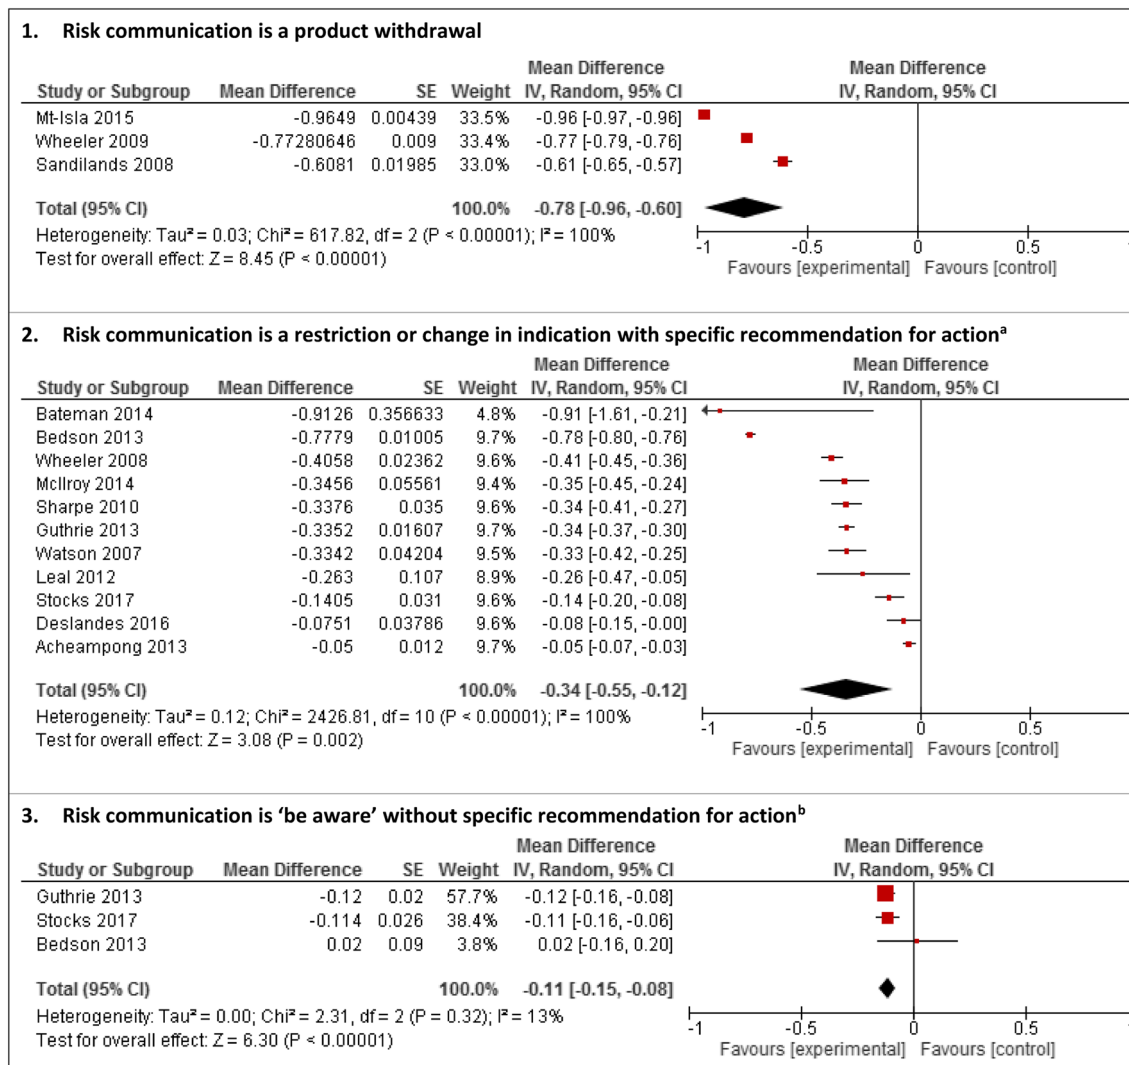 1. Risk communication is a product withdrawal
Mean Difference Mean Difference
Study or Subgroup Mean Difference SE Weight IV, Random, 95% CI IV, Random, 95% CI
Mt-Isla 2015 -0.9649 0.00439 33.5% -0.96 [-0.97, -0.96]
Wheeler 2009 -0.77280646 0.009 33.4% -0.77 [-0.79, -0.76]
Sandilands 2008 -0.6081 0.01985 33.0% -0.61 [-0.65, -0.57]
Total (95% CI) 100.0% -0.78 [-0.96, -0.60]
Heterogeneity: Tau² = 0.03; Chi² = 617.82, df = 2 (P < 0.00001); I² = 100%
Test for overall effect: Z = 8.45 (P < 0.00001)
-1 -0.5 0 0.5 1
Favours [experimental] Favours [control]
2. Risk communication is a restriction or change in indication with specific recommendation for actionᵃ
Mean Difference Mean Difference
Study or Subgroup Mean Difference SE Weight IV, Random, 95% CI IV, Random, 95% CI
Bateman 2014 -0.9126 0.356633 4.8% -0.91 [-1.61, -0.21]
Bedson 2013 -0.7779 0.01005 9.7% -0.78 [-0.80, -0.76]
Wheeler 2008 -0.4058 0.02362 9.6% -0.41 [-0.45, -0.36]
McIlroy 2014 -0.3456 0.05561 9.4% -0.35 [-0.45, -0.24]
Sharpe 2010 -0.3376 0.035 9.6% -0.34 [-0.41, -0.27]
Guthrie 2013 -0.3352 0.01607 9.7% -0.34 [-0.37, -0.30]
Watson 2007 -0.3342 0.04204 9.5% -0.33 [-0.42, -0.25]
Leal 2012 -0.263 0.107 8.9% -0.26 [-0.47, -0.05]
Stocks 2017 -0.1405 0.031 9.6% -0.14 [-0.20, -0.08]
Deslandes 2016 -0.0751 0.03786 9.6% -0.08 [-0.15, -0.00]
Acheampong 2013 -0.05 0.012 9.7% -0.05 [-0.07, -0.03]
Total (95% CI) 100.0% -0.34 [-0.55, -0.12]
Heterogeneity: Tau² = 0.12; Chi² = 2426.81, df = 10 (P < 0.00001); I² = 100%
Test for overall effect: Z = 3.08 (P = 0.002)
-1 -0.5 0 0.5 1
Favours [experimental] Favours [control]
3. Risk communication is ‘be aware’ without specific recommendation for actionᵇ
Mean Difference Mean Difference
Study or Subgroup Mean Difference SE Weight IV, Random, 95% CI IV, Random, 95% CI
Guthrie 2013 -0.12 0.02 57.7% -0.12 [-0.16, -0.08]
Stocks 2017 -0.114 0.026 38.4% -0.11 [-0.16, -0.06]
Bedson 2013 0.02 0.09 3.8% 0.02 [-0.16, 0.20]
Total (95% CI) 100.0% -0.11 [-0.15, -0.08]
Heterogeneity: Tau² = 0.00; Chi² = 2.31, df = 2 (P = 0.32); I² = 13%
Test for overall effect: Z = 6.30 (P < 0.00001)
-1 -0.5 0 0.5 1
Favours [experimental] Favours [control]